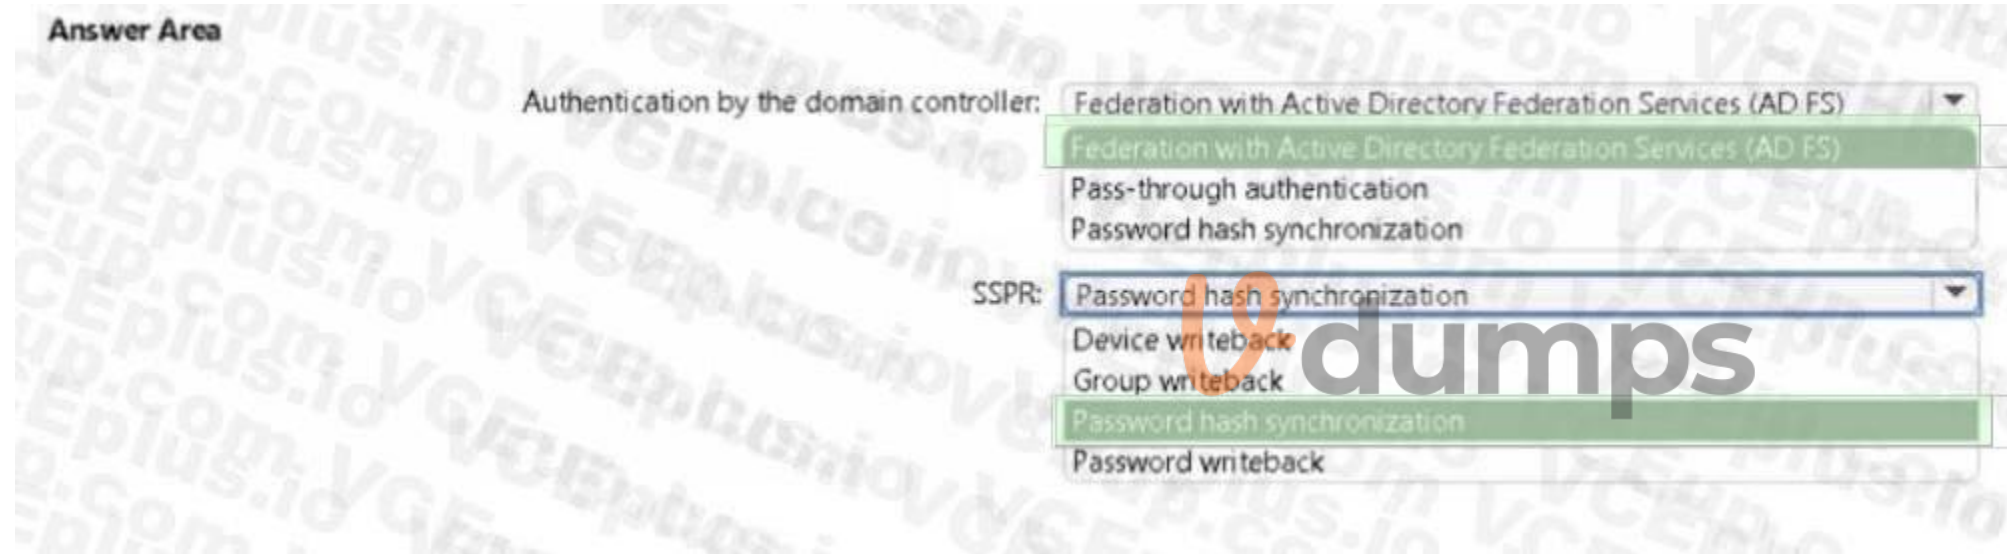 Answer Area
Authentication by the domain controller: Federation with Active Directory Federation Services (AD FS)
Federation with Active Directory Federation Services (AD FS)
Pass-through authentication
Password hash synchronization
SSPR: Password hash synchronization
Device writeback
Group writeback
Password hash synchronization
Password writeback
dumps